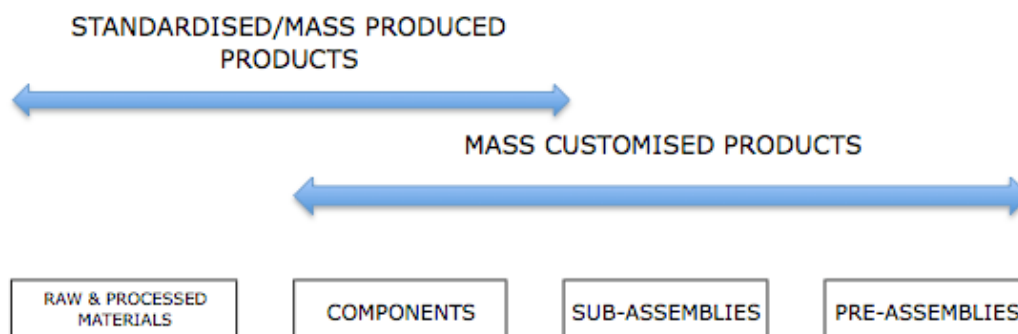 STANDARDISED/MASS PRODUCED
PRODUCTS
MASS CUSTOMISED PRODUCTS
RAW & PROCESSED
MATERIALS
COMPONENTS
SUB-ASSEMBLIES
PRE-ASSEMBLIES